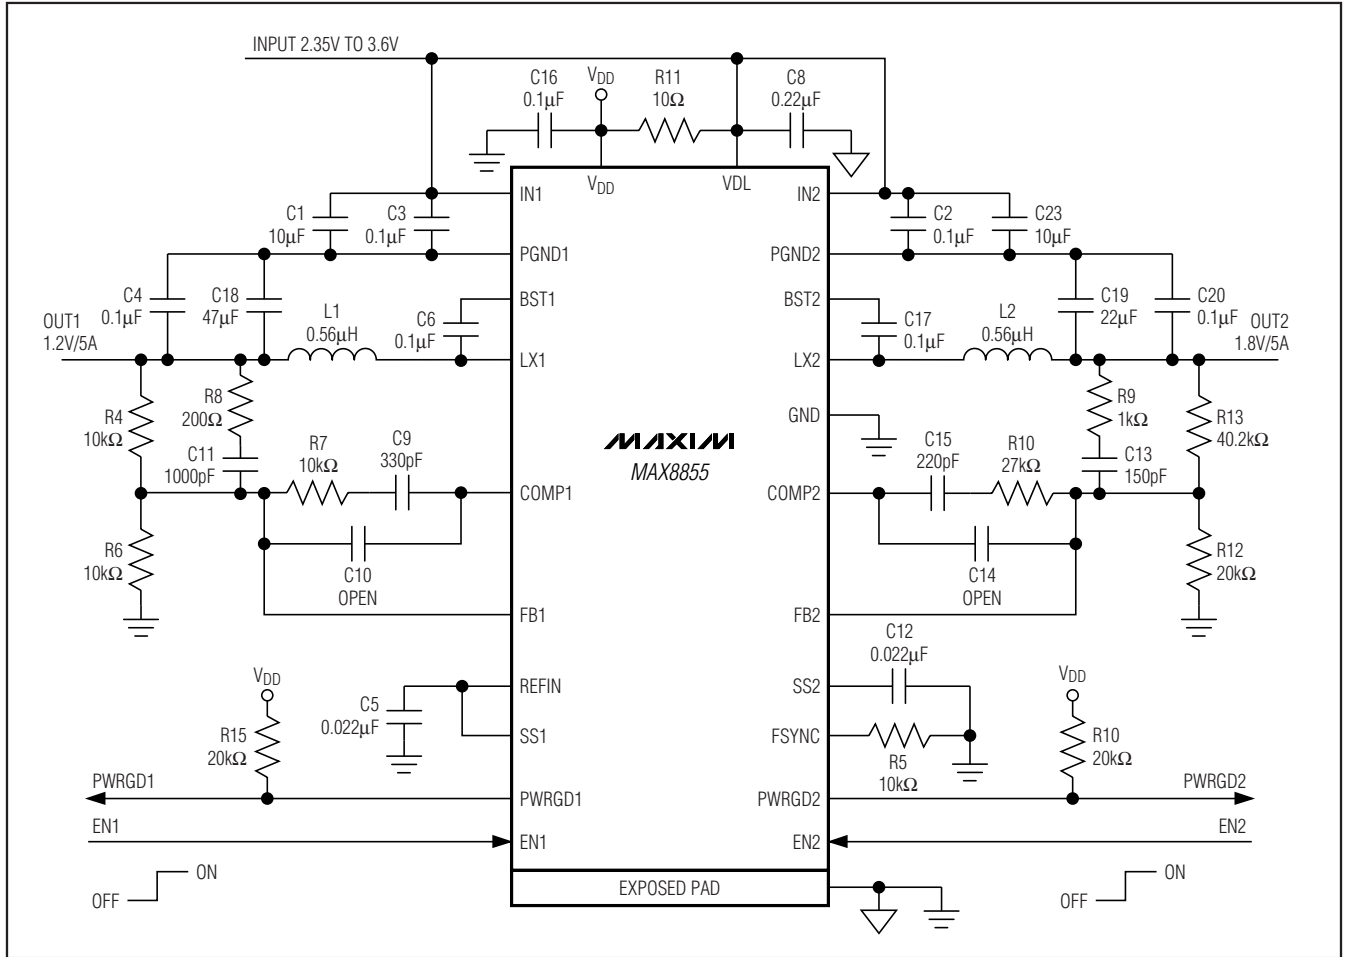 INPUT 2.35V TO 3.6V
C16
0.1µF
VDD
R11
10Ω
C8
0.22µF
VDD
VDL
IN1
IN2
C1
10µF
C3
0.1µF
C2
0.1µF
C23
10µF
PGND1
PGND2
C4
0.1µF
C18
47µF
L1
0.56µH
C6
0.1µF
BST1
BST2
C17
0.1µF
L2
0.56µH
C19
22µF
C20
0.1µF
OUT1
1.2V/5A
OUT2
1.8V/5A
LX1
LX2
R4
10kΩ
R8
200Ω
C11
1000pF
R7
10kΩ
C9
330pF
GND
MAXIM
MAX8855
C15
220pF
R10
27kΩ
R9
1kΩ
C13
150pF
R13
40.2kΩ
COMP1
COMP2
R6
10kΩ
C10
OPEN
C14
OPEN
R12
20kΩ
FB1
FB2
C12
0.022µF
VDD
R15
20kΩ
C5
0.022µF
REFIN
SS1
SS2
FSYNC
R5
10kΩ
VDD
R10
20kΩ
PWRGD1
PWRGD1
PWRGD2
PWRGD2
EN1
EN1
EN2
EN2
OFF
ON
EXPOSED PAD
OFF
ON